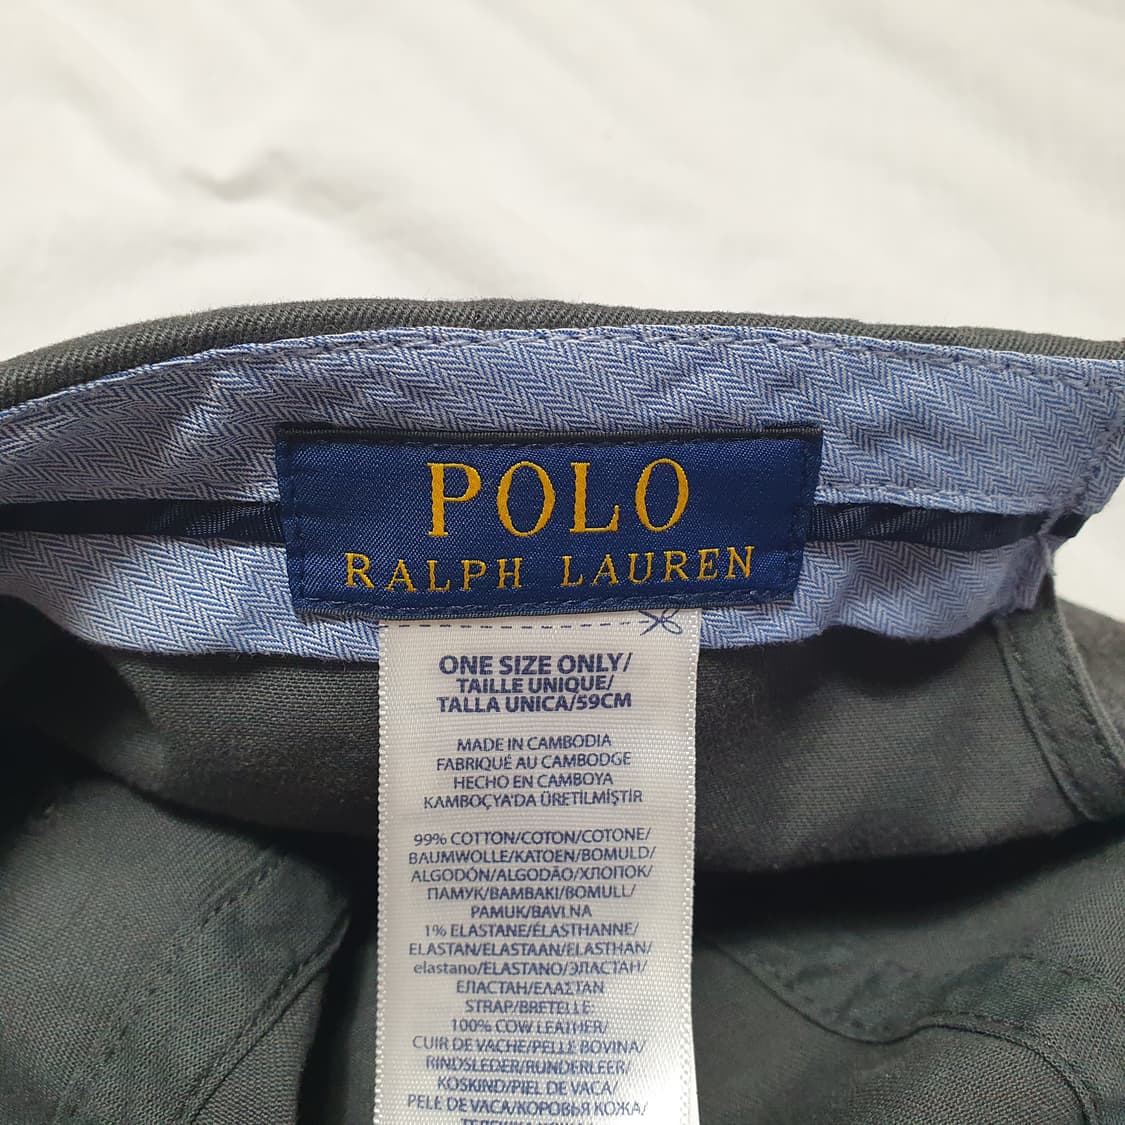 POLO
RALPH LAUREN
ONE SIZE ONLY/
TAILLE UNIQUE/
TALLA UNICA/59CM
MADE IN CAMBODIA
FABRIQUÉ AU CAMBODGE
HECHO EN CAMBOYA
KAMBOÇYA'DA ÜRETİLMİŞTİR
99% COTTON/COTON/COTONE/
BAUMWOLLE/KATOEN/BOMULD/
ALGODÓN/ALGODÃO/ХЛОПОК/
ПАМУК/BAMBAKI/BOMULL/
PAMUK/BAVLNA
1% ELASTANE/ÉLASTHANNE/
ELASTAN/ELASTAAN/ELASTHAN/
elastano/ELASTANO/ЭЛАСТАН/
ЕЛАСТАН/ΕΛΑΣΤΑΝ
STRAP/BRETELLE
100% COW LEATHER/
CUIR DE VACHE/PELLE BOVINA/
RINDSLEDER/RUNDERLEER/
KOSKIND/PIEL DE VACA/
PELE DE VACA/КОРОВЬЯ КОЖА/